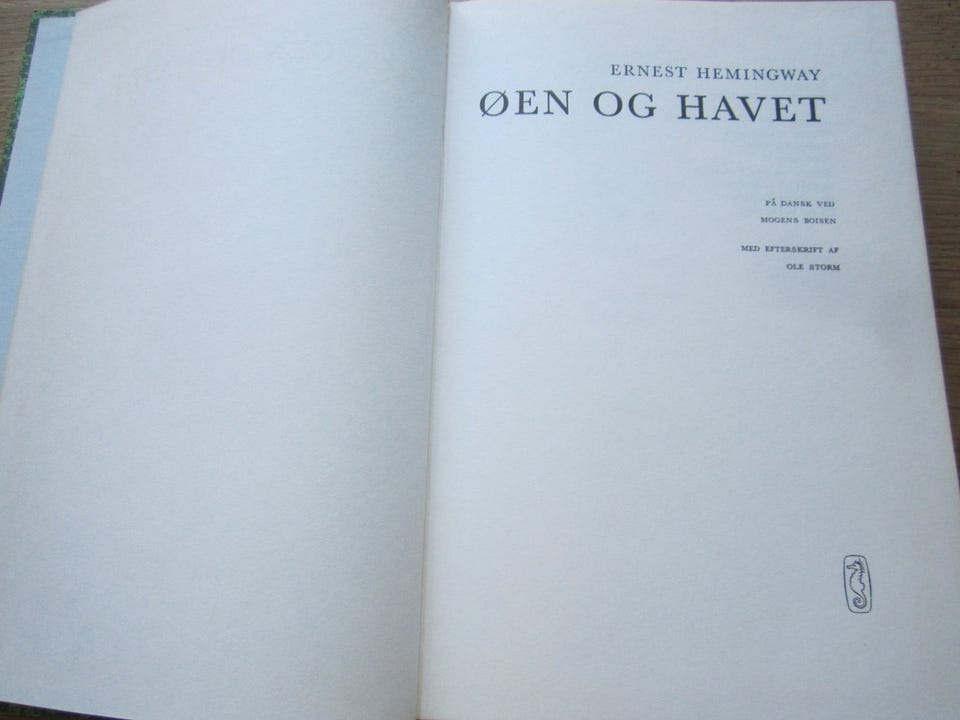 ERNEST HEMINGWAY
ØEN OG HAVET
PÅ DANSK VED
MOGENS BOISEN
MED EFTERSKRIFT AF
OLE STORM